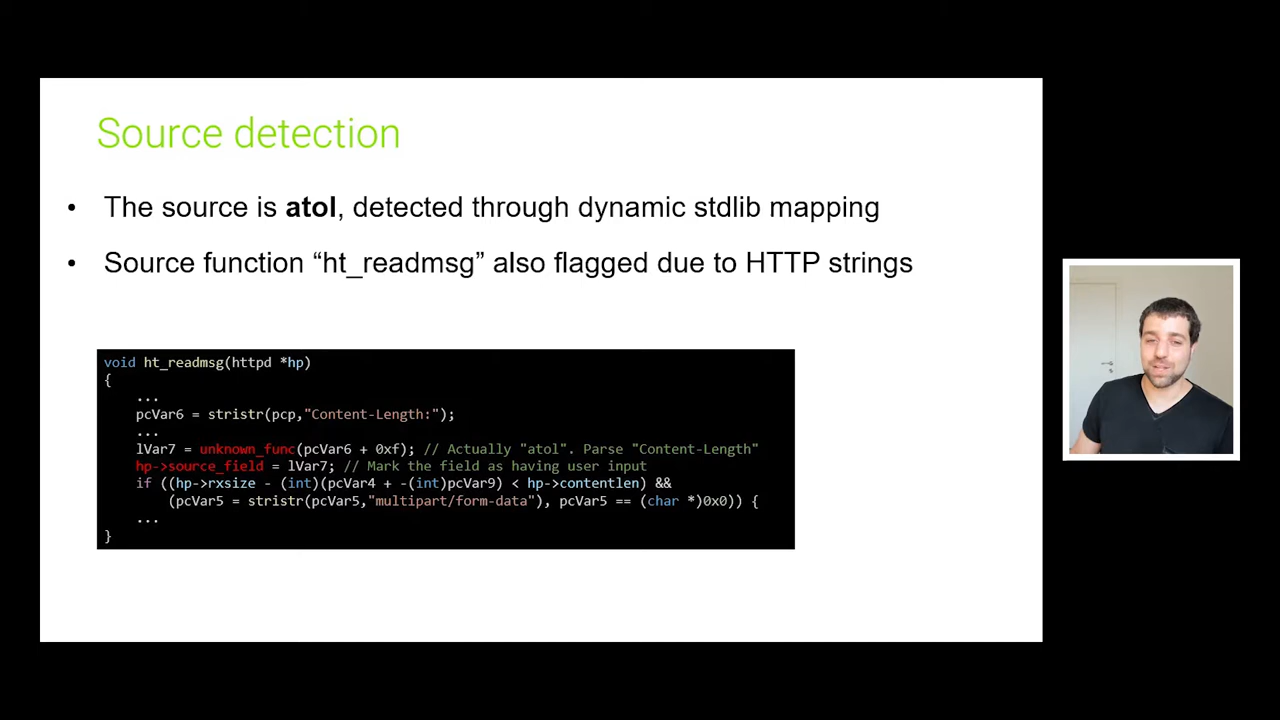 Source detection
• The source is atol, detected through dynamic stdlib mapping
• Source function “ht_readmsg” also flagged due to HTTP strings
void ht_readmsg(httpd *hp)
{
...
pcVar6 = stristr(pcp,"Content-Length:");
...
lVar7 = unknown_func(pcVar6 + 0xf); // Actually "atol". Parse "Content-Length"
hp->source_field = lVar7; // Mark the field as having user input
if ((hp->rxsize - (int)(pcVar4 + -(int)pcVar9) < hp->contentlen) &&
(pcVar5 = stristr(pcVar5,"multipart/form-data"), pcVar5 == (char *)0x0)) {
...
}